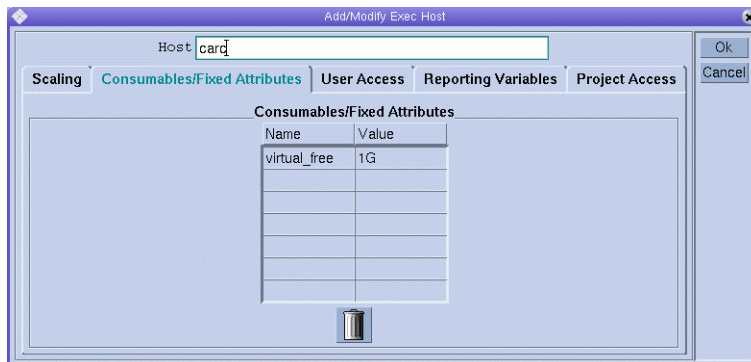 Add/Modify Exec Host
Host carc
Ok
Cancel
Scaling Consumables/Fixed Attributes User Access Reporting Variables Project Access
Consumables/Fixed Attributes
Name Value
virtual_free 1G